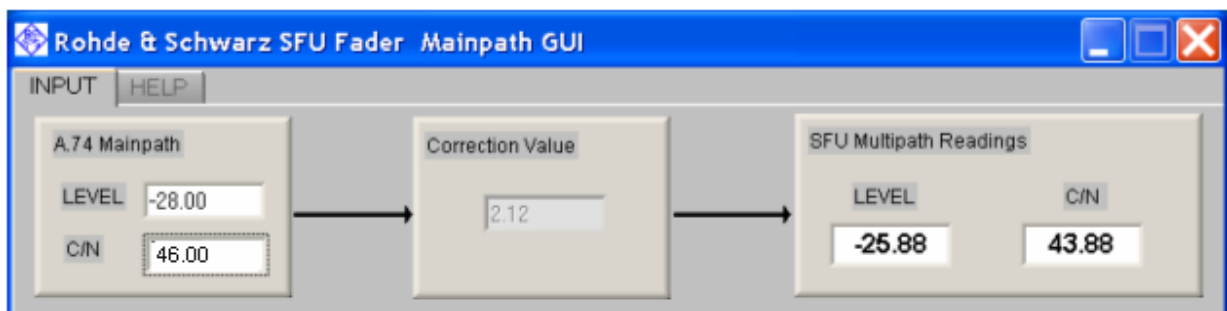 Rohde & Schwarz SFU Fader Mainpath GUI
INPUT HELP
A.74 Mainpath
LEVEL -28.00
C/N 46.00
Correction Value
2.12
SFU Multipath Readings
LEVEL C/N
-25.88 43.88